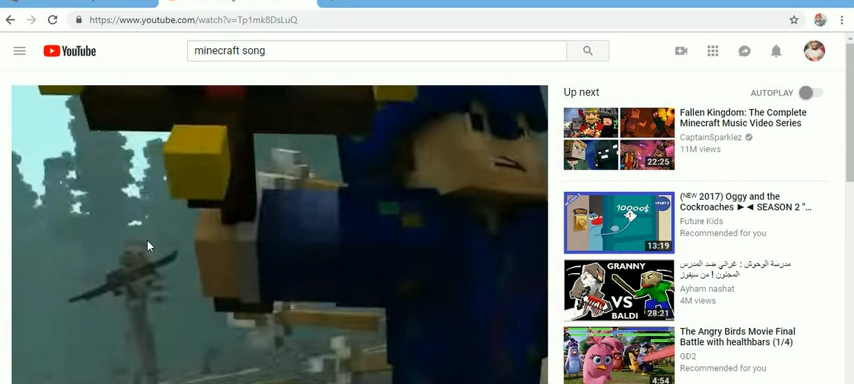 https://www.youtube.com/watch?v=Tp1mk8DsLuQ
YouTube
minecraft song
Up next
AUTOPLAY
Fallen Kingdom: The Complete
Minecraft Music Video Series
CaptainSparklez
11M views
22:25
(ᴺᴱᵂ 2017) Oggy and the
Cockroaches ►◄ SEASON 2 "...
Future Kids
Recommended for you
10000$
13:19
مدرسة الوحوش : غراني ضد المدرس
المجنون ! من سيفوز
Ayham nashat
4M views
GRANNY
VS
BALDI
28:21
The Angry Birds Movie Final
Battle with healthbars (1/4)
GD2
Recommended for you
4:54